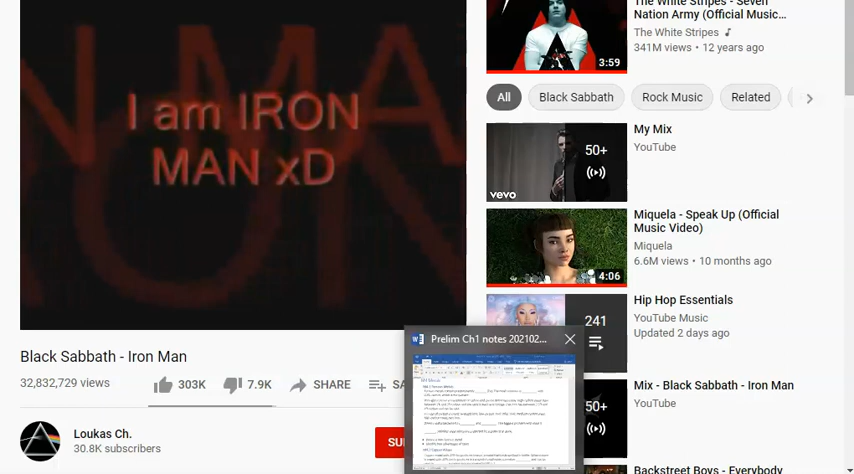 I am IRON
MAN xD
Black Sabbath - Iron Man
32,832,729 views
303K
7.9K
SHARE
Loukas Ch.
30.8K subscribers
The White Stripes - Seven
Nation Army (Official Music...
The White Stripes
341M views • 12 years ago
3:59
All
Black Sabbath
Rock Music
Related
My Mix
YouTube
50+
vevo
Miquela - Speak Up (Official
Music Video)
Miquela
6.6M views • 10 months ago
4:06
Hip Hop Essentials
YouTube Music
Updated 2 days ago
241
Prelim Ch1 notes 202102...
Mix - Black Sabbath - Iron Man
YouTube
50+
Backstreet Boys - Everybody